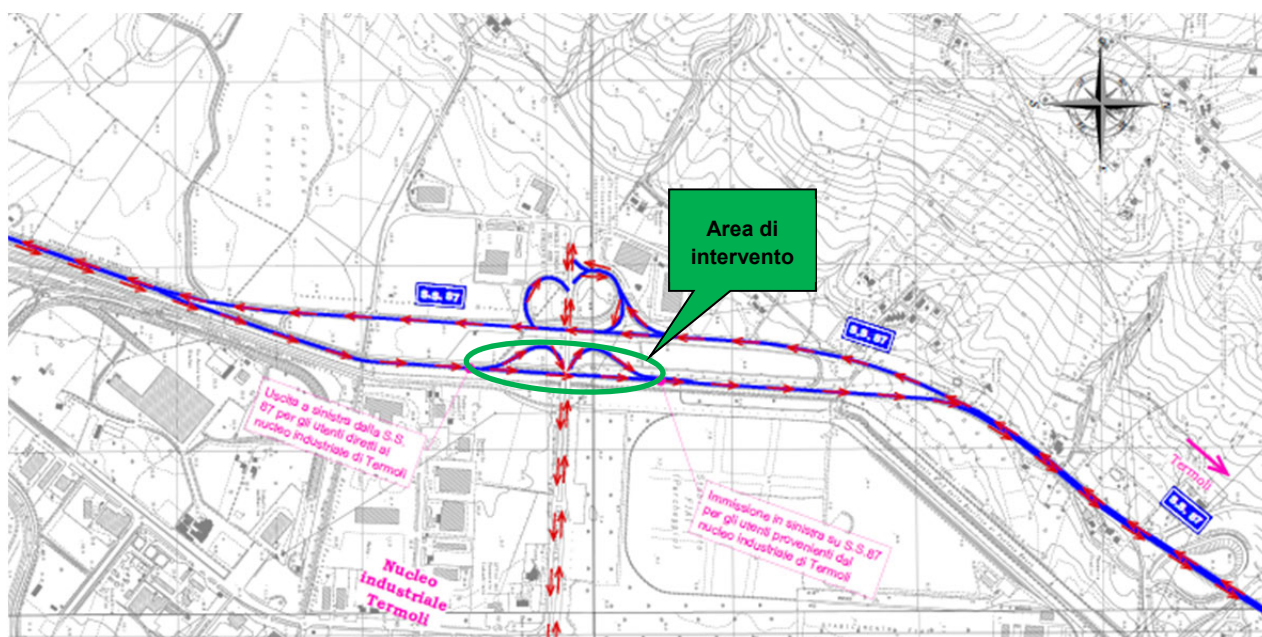 Area di
intervento
S.S. 87
S.S. 87
Uscita a sinistra dalla S.S.
87 per gli utenti diretti al
nucleo industriale di Termoli
Termoli
S.S. 87
Immissione in sinistra su S.S.87
per gli utenti provenienti dal
nucleo industriale di Termoli
Nucleo
industriale
Termoli